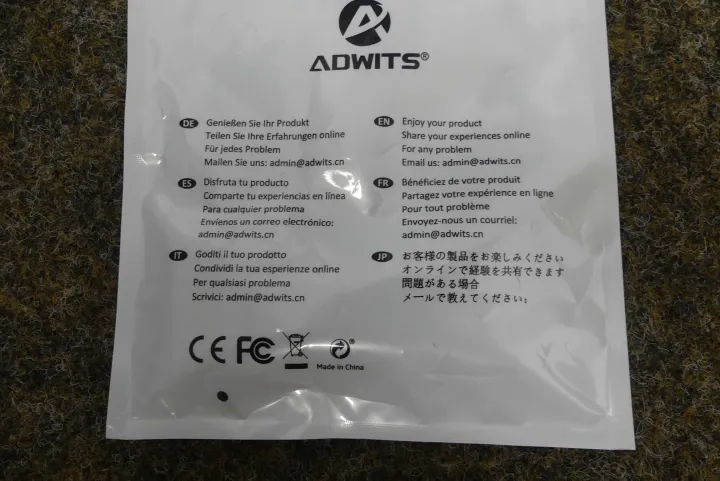 ADWITS®
DE Genießen Sie Ihr Produkt
Teilen Sie Ihre Erfahrungen online
Für jedes Problem
Mailen Sie uns: admin@adwits.cn
EN Enjoy your product
Share your experiences online
For any problem
Email us: admin@adwits.cn
ES Disfruta tu producto
Comparte tu experiencias en línea
Para cualquier problema
Envíenos un correo electrónico:
admin@adwits.cn
FR Bénéficiez de votre produit
Partagez votre expérience en ligne
Pour tout problème
Envoyez-nous un courriel:
admin@adwits.cn
IT Goditi il tuo prodotto
Condividi la tua esperienze online
Per qualsiasi problema
Scrivici: admin@adwits.cn
JP お客様の製品をお楽しみください
オンラインで経験を共有できます
問題がある場合
メールで教えてください:
CE FC ®
Made in China